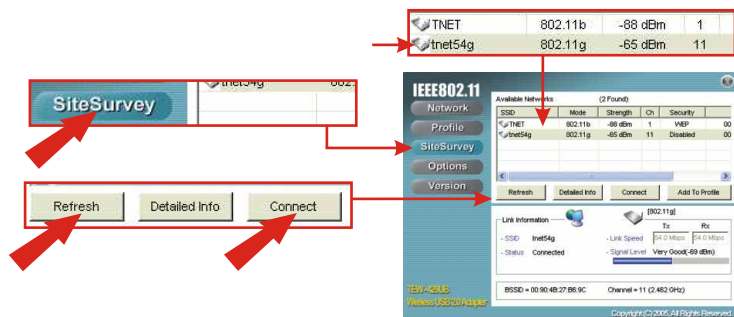 TNET 802.11b -88 dBm 1
tnet54g 802.11g -65 dBm 11
tnet54g 802.
SiteSurvey
Refresh Detailed Info Connect
IEEE802.11
Network
Profile
SiteSurvey
Options
Version
Available Networks (2 Found):
SSID Mode Strength Ch Security
TNET 802.11b -88 dBm 1 WEP 00
tnet54g 802.11g -65 dBm 11 Disabled 00
Refresh Detailed Info Connect Add To Profile
Link Information [802.11g]
Tx Rx
- SSID tnet54g - Link Speed 54.0 Mbps 54.0 Mbps
- Status Connected - Signal Level Very Good(-69 dBm)
BSSID = 00:90:4B:27:B6:9C Channel = 11 (2.462 GHz)
TEW-429UB
Wireless USB 2.0 Adapter
Copyright (C) 2005, All Rights Reserved.